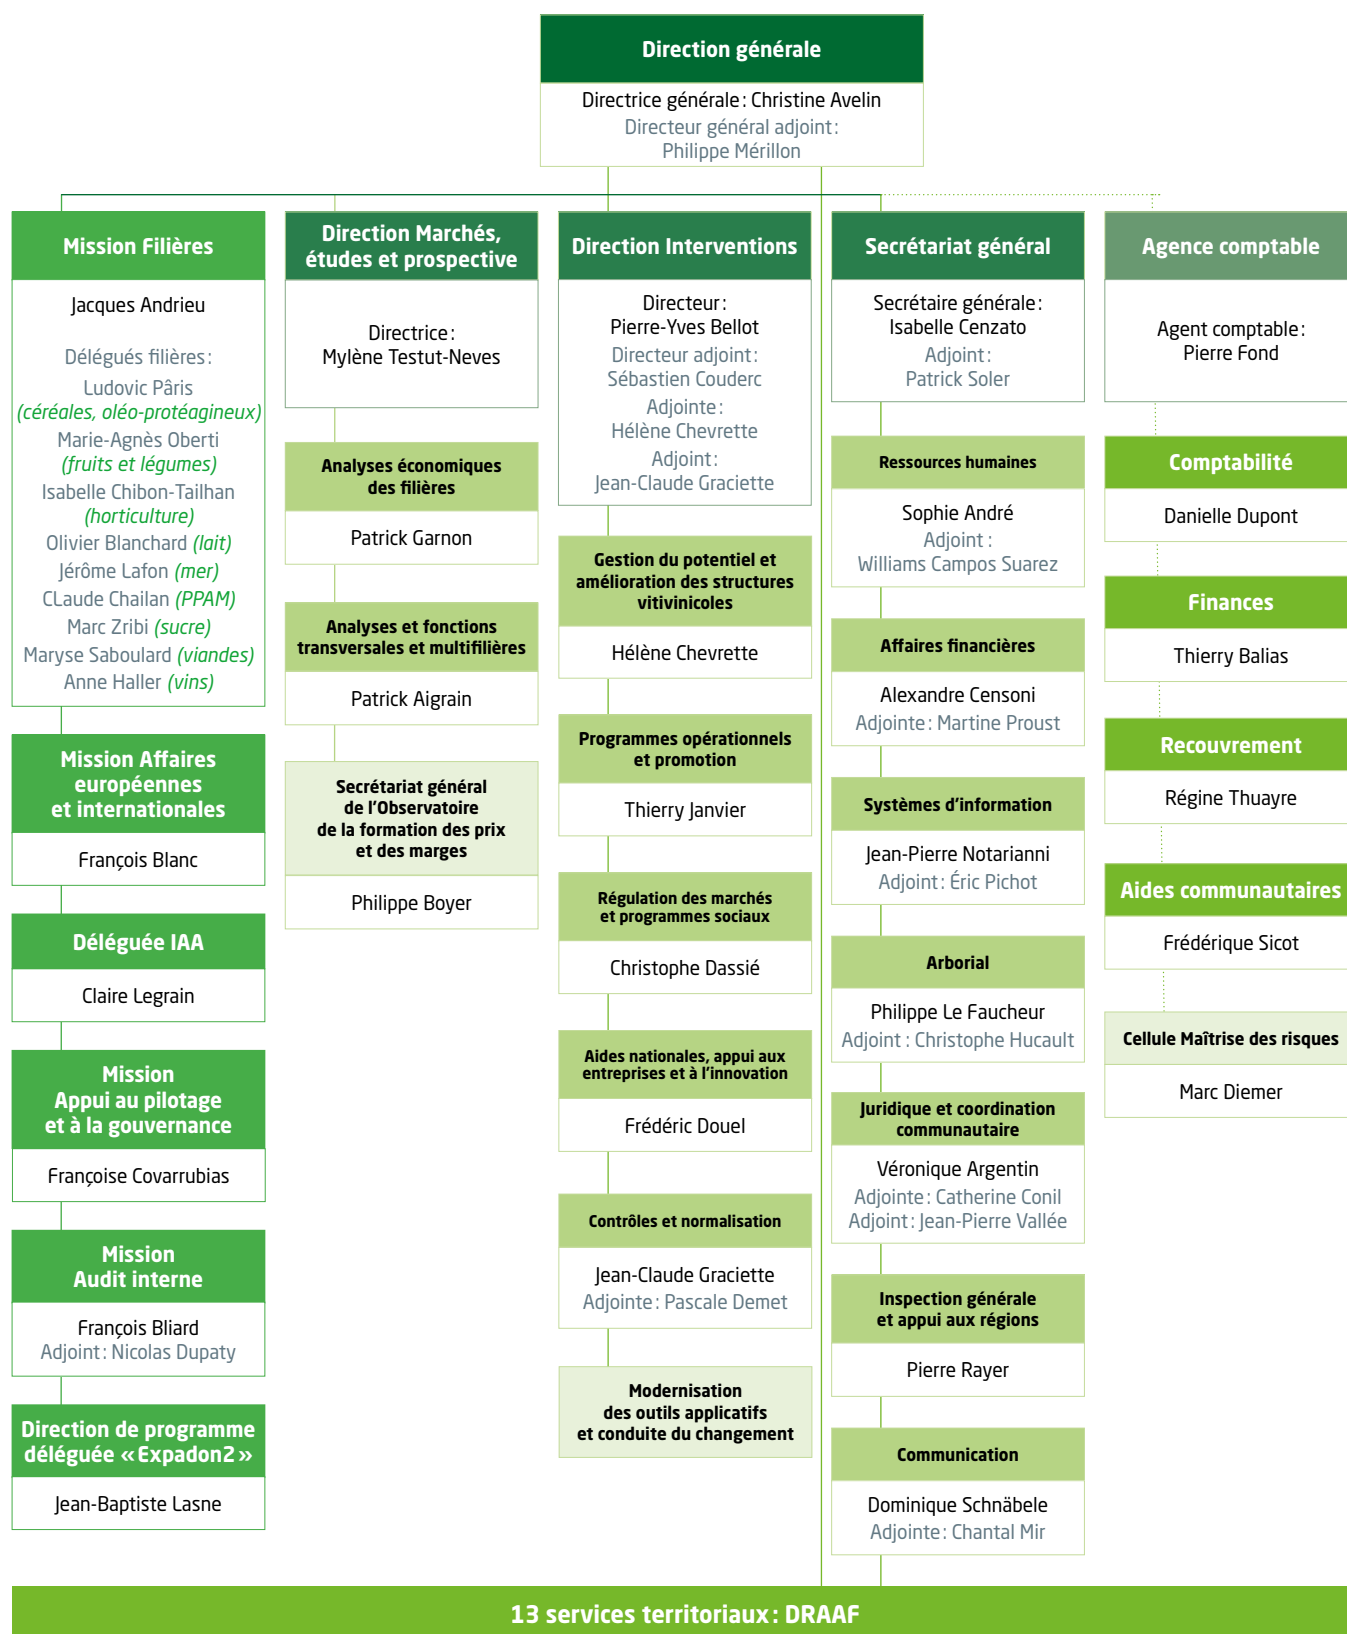 Direction générale
Directrice générale : Christine Avelin
Directeur général adjoint :
Philippe Mérillon
Mission Filières
Jacques Andrieu
Délégués filières :
Ludovic Pâris
(céréales, oléo-protéagineux)
Marie-Agnès Oberti
(fruits et légumes)
Isabelle Chibon-Tailhan
(horticulture)
Olivier Blanchard (lait)
Jérôme Lafon (mer)
CLaude Chailan (PPAM)
Marc Zribi (sucre)
Maryse Saboulard (viandes)
Anne Haller (vins)
Mission Affaires
européennes
et internationales
François Blanc
Déléguée IAA
Claire Legrain
Mission
Appui au pilotage
et à la gouvernance
Françoise Covarrubias
Mission
Audit interne
François Bliard
Adjoint : Nicolas Dupaty
Direction de programme
déléguée « Expadon2 »
Jean-Baptiste Lasne
Direction Marchés,
études et prospective
Directrice :
Mylène Testut-Neves
Analyses économiques
des filières
Patrick Garnon
Analyses et fonctions
transversales et multifilières
Patrick Aigrain
Secrétariat général
de l'Observatoire
de la formation des prix
et des marges
Philippe Boyer
Direction Interventions
Directeur :
Pierre-Yves Bellot
Directeur adjoint :
Sébastien Couderc
Adjointe :
Hélène Chevrette
Adjoint :
Jean-Claude Graciette
Gestion du potentiel et
amélioration des structures
vitivinicoles
Hélène Chevrette
Programmes opérationnels
et promotion
Thierry Janvier
Régulation des marchés
et programmes sociaux
Christophe Dassié
Aides nationales, appui aux
entreprises et à l'innovation
Frédéric Douel
Contrôles et normalisation
Jean-Claude Graciette
Adjointe : Pascale Demet
Modernisation
des outils applicatifs
et conduite du changement
Secrétariat général
Secrétaire générale :
Isabelle Cenzato
Adjoint :
Patrick Soler
Ressources humaines
Sophie André
Adjoint :
Williams Campos Suarez
Affaires financières
Alexandre Censoni
Adjointe : Martine Proust
Systèmes d'information
Jean-Pierre Notarianni
Adjoint : Éric Pichot
Arborial
Philippe Le Faucheur
Adjoint : Christophe Hucault
Juridique et coordination
communautaire
Véronique Argentin
Adjointe : Catherine Conil
Adjoint : Jean-Pierre Vallée
Inspection générale
et appui aux régions
Pierre Rayer
Communication
Dominique Schnäbele
Adjointe : Chantal Mir
Agence comptable
Agent comptable :
Pierre Fond
Comptabilité
Danielle Dupont
Finances
Thierry Balias
Recouvrement
Régine Thuayre
Aides communautaires
Frédérique Sicot
Cellule Maîtrise des risques
Marc Diemer
13 services territoriaux : DRAAF